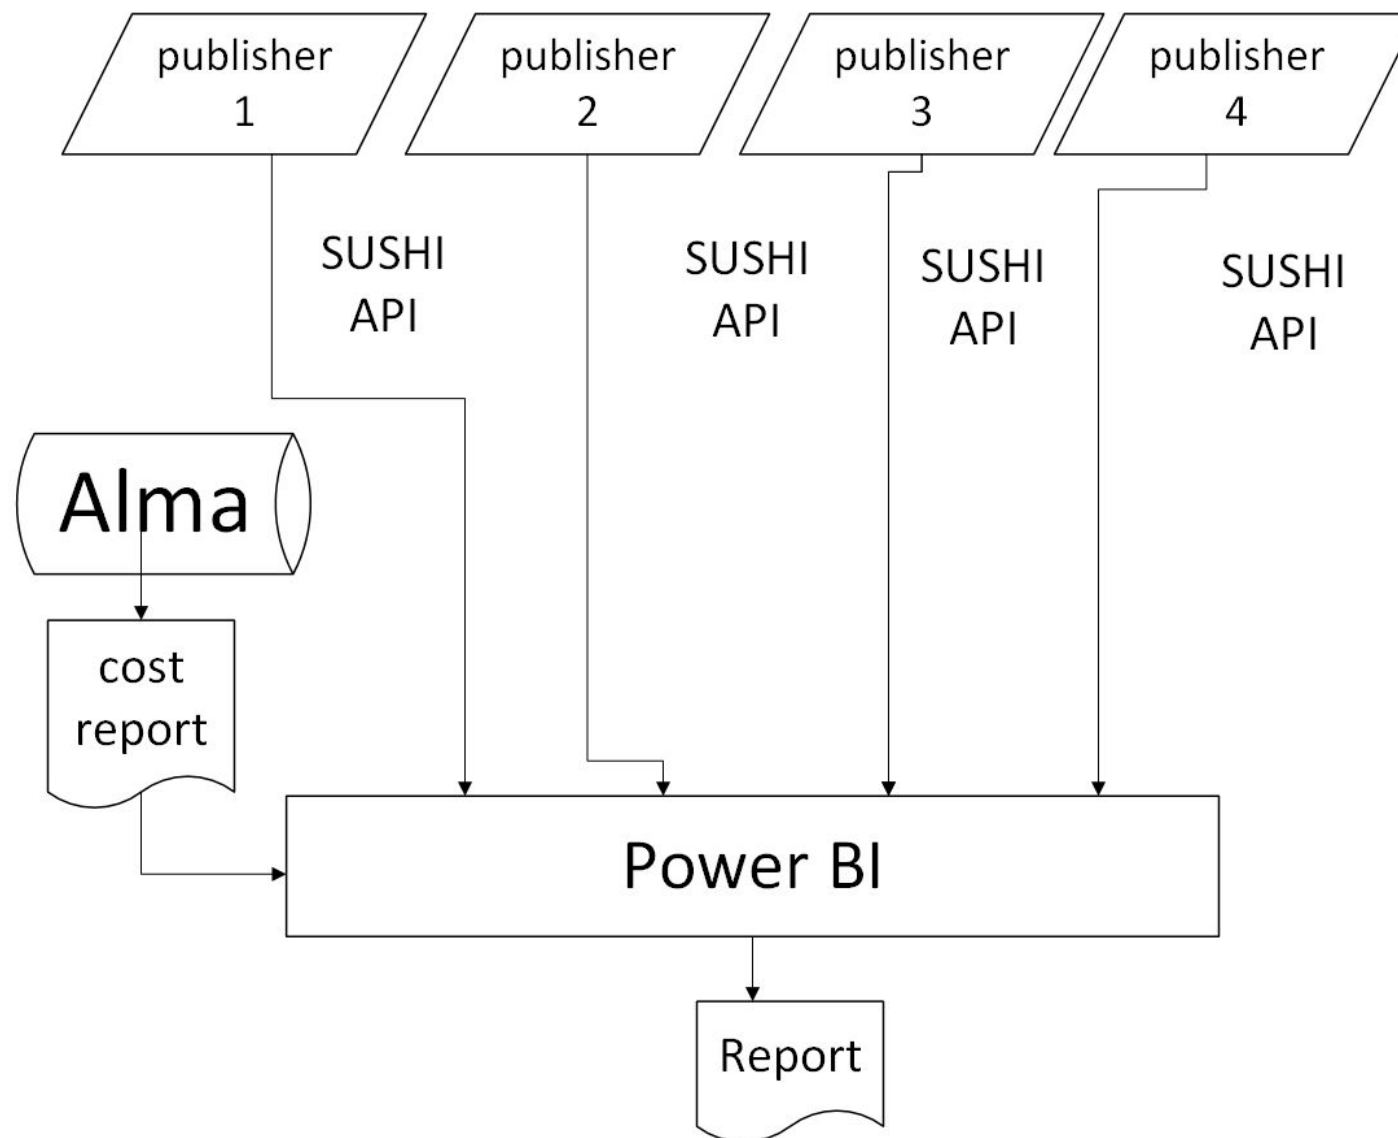 publisher
1
publisher
2
publisher
3
publisher
4
SUSHI
API
SUSHI
API
SUSHI
API
SUSHI
API
Alma
cost
report
Power BI
Report